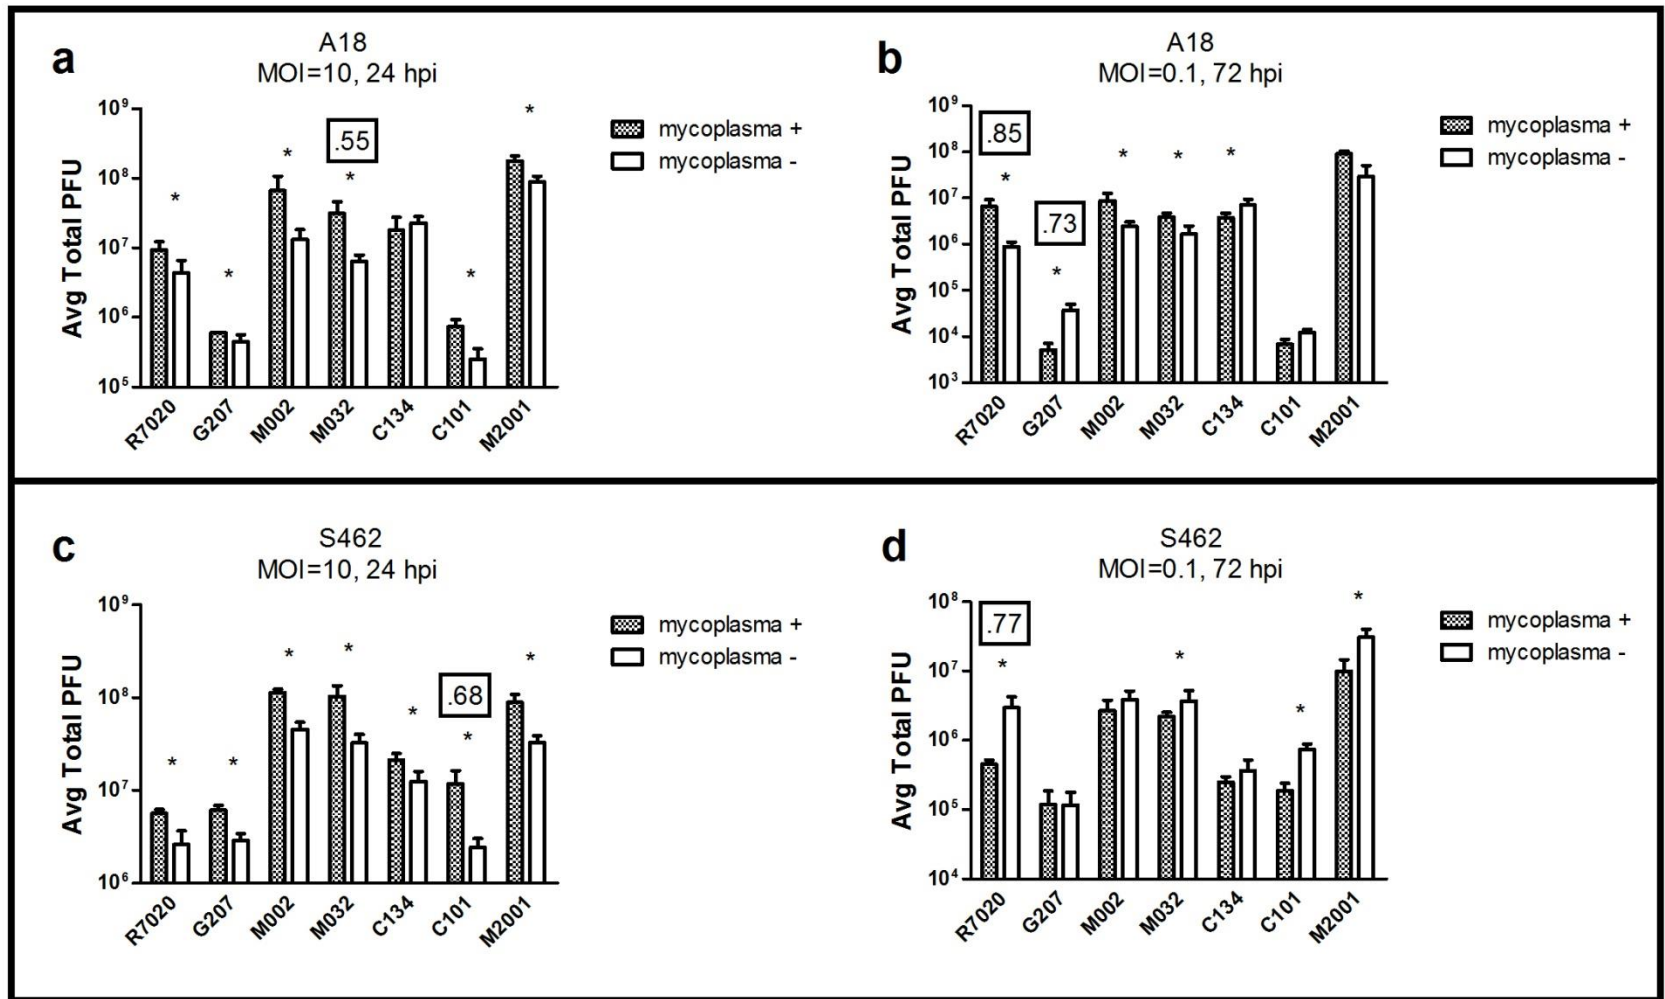 a
A18
MOI=10, 24 hpi
Avg Total PFU
10⁹
10⁸
10⁷
10⁶
10⁵
*
*
*
.55
*
*
*
mycoplasma +
mycoplasma -
R7020
G207
M002
M032
C134
C101
M2001
b
A18
MOI=0.1, 72 hpi
Avg Total PFU
10⁹
10⁸
10⁷
10⁶
10⁵
10⁴
10³
.85
*
.73
*
*
*
*
mycoplasma +
mycoplasma -
R7020
G207
M002
M032
C134
C101
M2001
c
S462
MOI=10, 24 hpi
Avg Total PFU
10⁹
10⁸
10⁷
10⁶
*
*
*
*
*
.68
*
*
mycoplasma +
mycoplasma -
R7020
G207
M002
M032
C134
C101
M2001
d
S462
MOI=0.1, 72 hpi
Avg Total PFU
10⁸
10⁷
10⁶
10⁵
10⁴
.77
*
*
*
*
mycoplasma +
mycoplasma -
R7020
G207
M002
M032
C134
C101
M2001